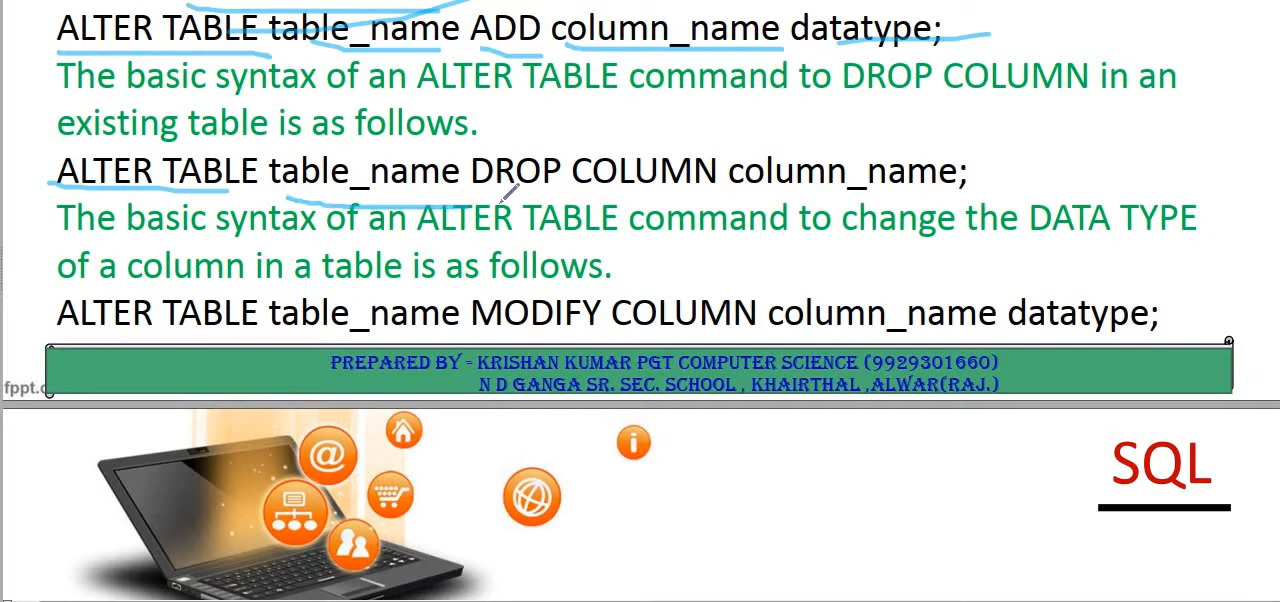 ALTER TABLE table_name ADD column_name datatype;
The basic syntax of an ALTER TABLE command to DROP COLUMN in an
existing table is as follows.
ALTER TABLE table_name DROP COLUMN column_name;
The basic syntax of an ALTER TABLE command to change the DATA TYPE
of a column in a table is as follows.
ALTER TABLE table_name MODIFY COLUMN column_name datatype;
PREPARED BY - KRISHAN KUMAR PGT COMPUTER SCIENCE (9929301660)
N D GANGA SR. SEC. SCHOOL , KHAIRTHAL ,ALWAR(RAJ.)
fppt.c
@
i
SQL